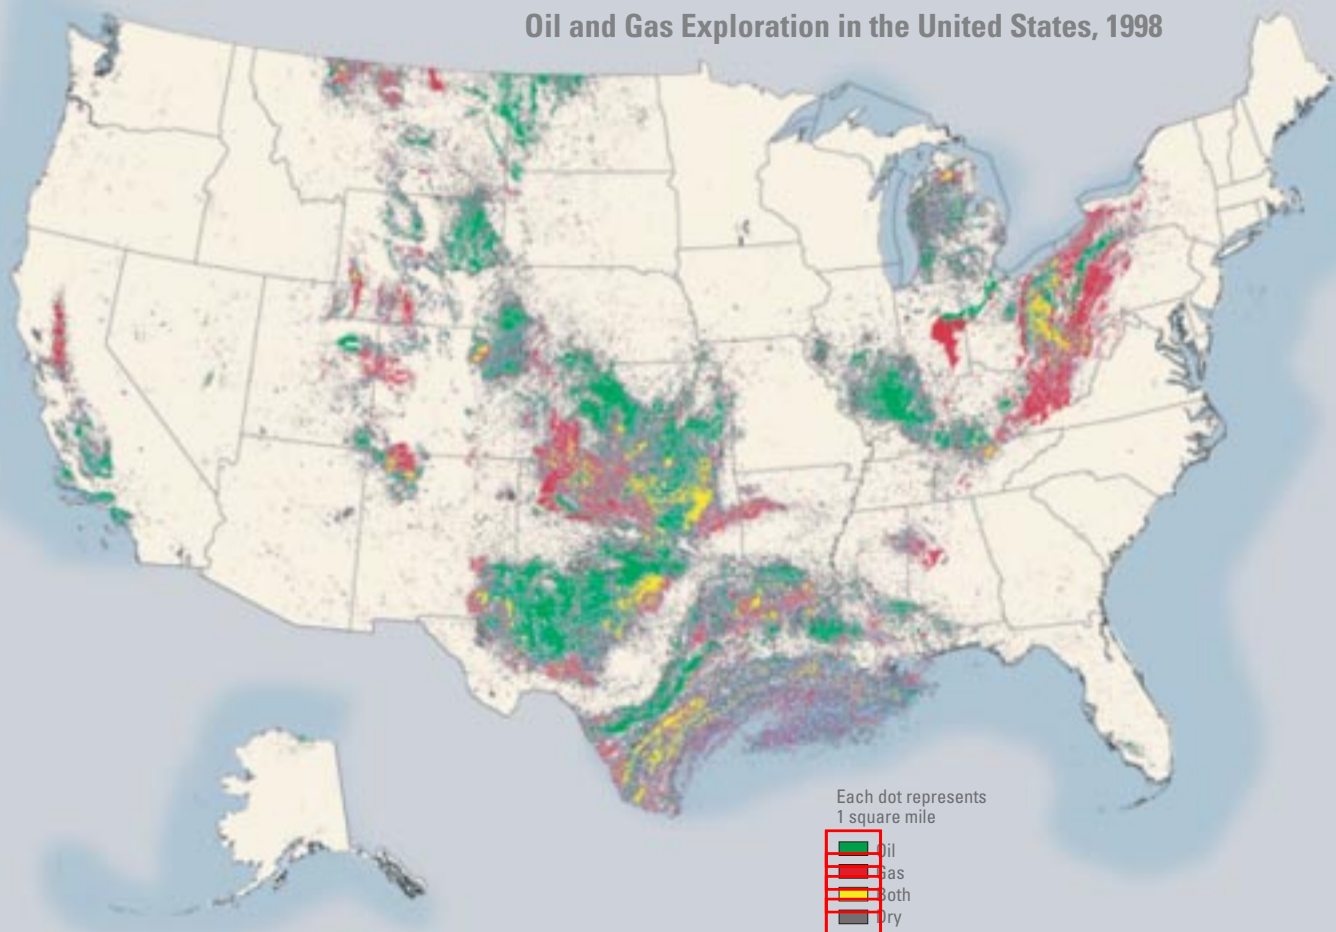 Oil and Gas Exploration in the United States, 1998
Each dot represents
1 square mile
Oil
Gas
Both
Dry